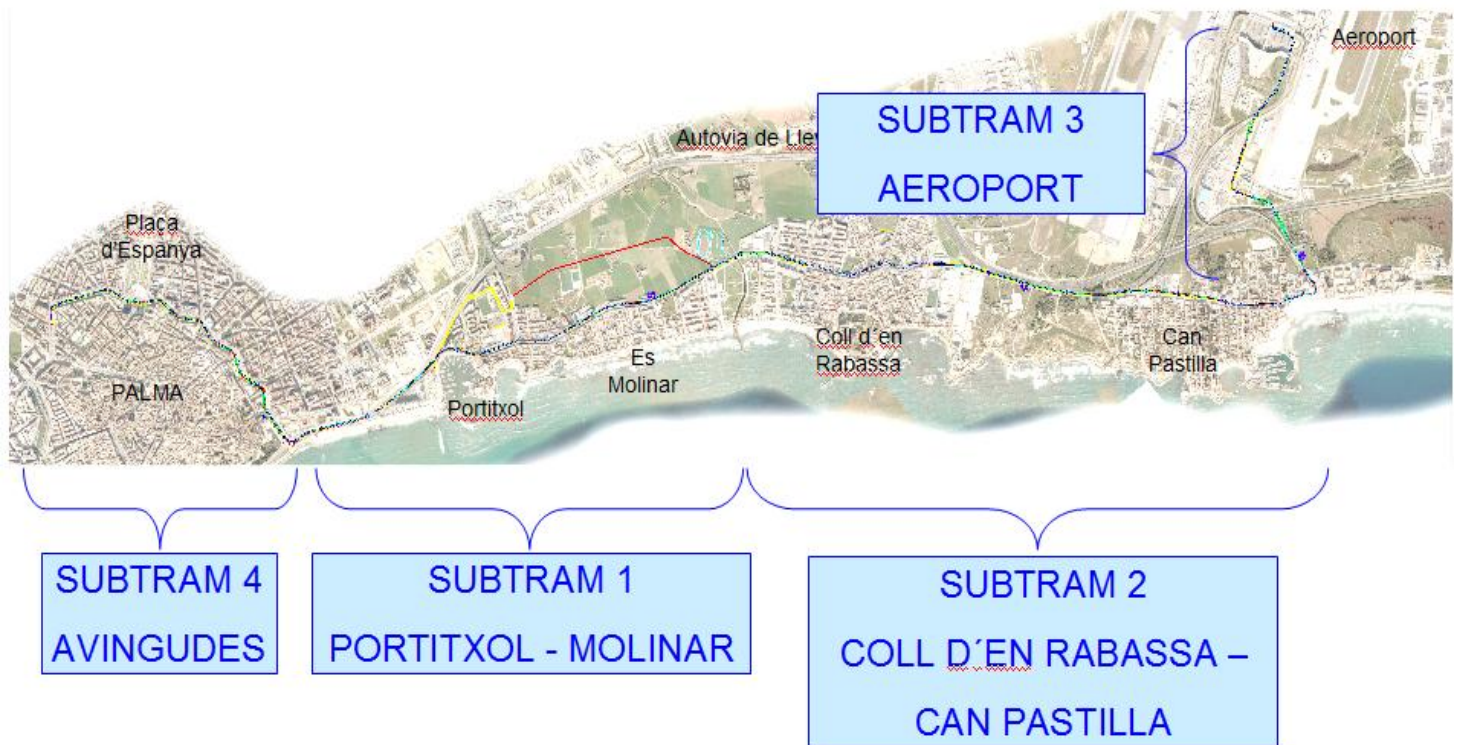 Aeroport
SUBTRAM 3
AEROPORT
Autovia de Llev
Plaça
d'Espanya
PALMA
Portitxol
Es
Molinar
Coll d´en
Rabassa
Can
Pastilla
SUBTRAM 4
AVINGUDES
SUBTRAM 1
PORTITXOL - MOLINAR
SUBTRAM 2
COLL D´EN RABASSA –
CAN PASTILLA